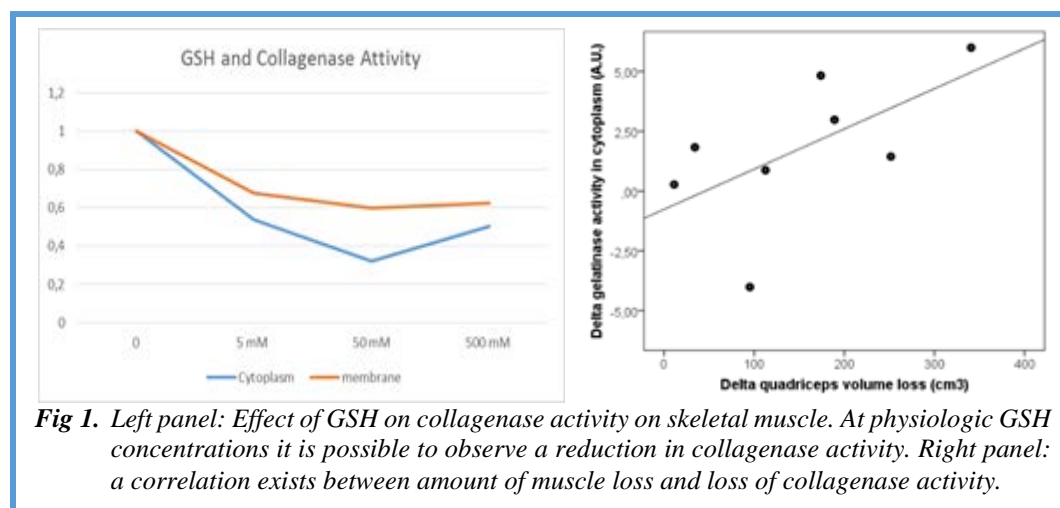 GSH and Collagenase Attivity
1,2
1
0,8
0,6
0,4
0,2
0
0 5 mM 50 mM 500 mM
Cytoplasm membrane
Delta gelatinase activity in cytoplasm (A.U.)
5,00
2,50
,00
-2,50
-5,00
0 100 200 300 400
Delta quadriceps volume loss (cm3)
Fig 1. Left panel: Effect of GSH on collagenase activity on skeletal muscle. At physiologic GSH
concentrations it is possible to observe a reduction in collagenase activity. Right panel:
a correlation exists between amount of muscle loss and loss of collagenase activity.